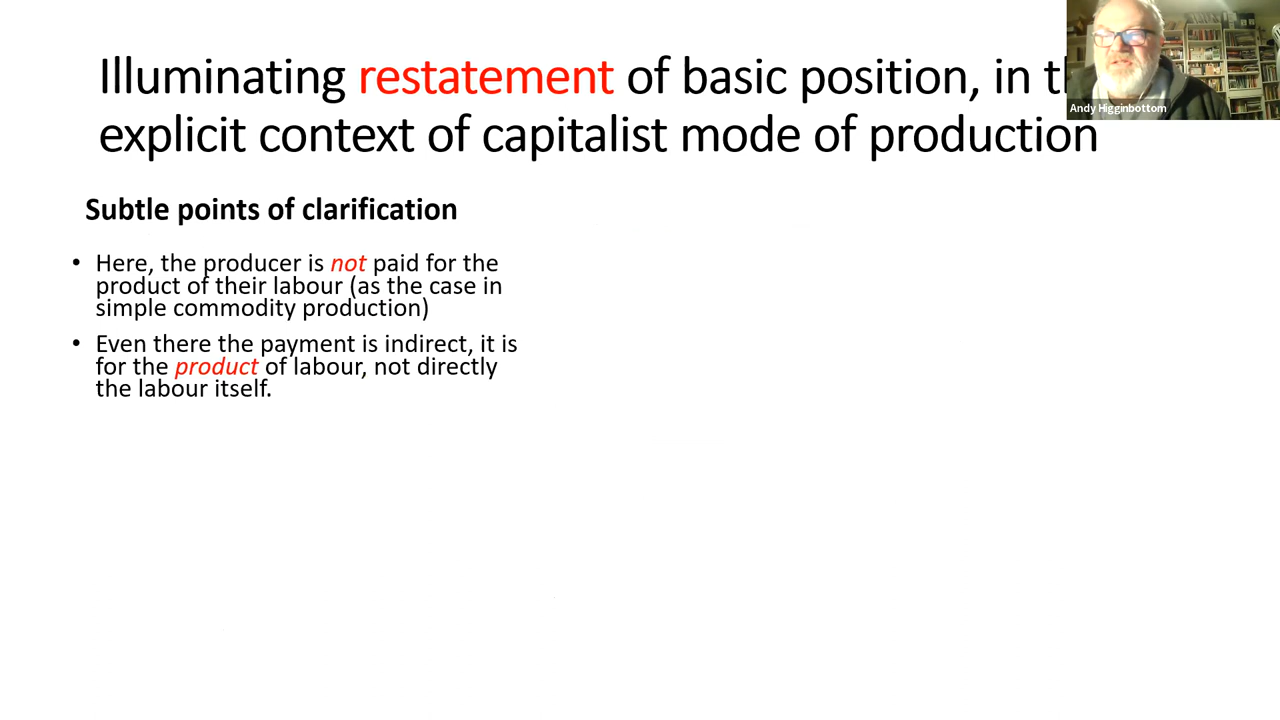 Illuminating restatement of basic position, in th
explicit context of capitalist mode of production
Andy Higginbottom
Subtle points of clarification
• Here, the producer is not paid for the
product of their labour (as the case in
simple commodity production)
• Even there the payment is indirect, it is
for the product of labour, not directly
the labour itself.